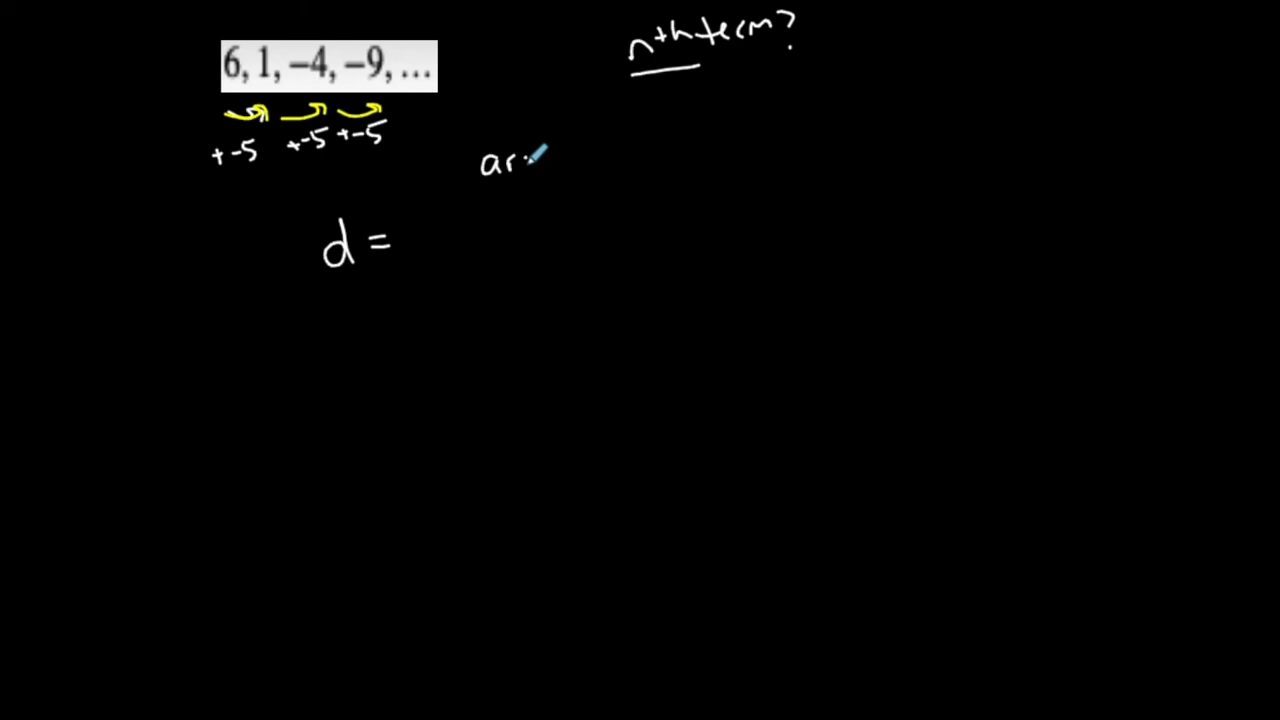 nth term?
6, 1, −4, −9, ...
+-5 +-5 +-5
ar
d =